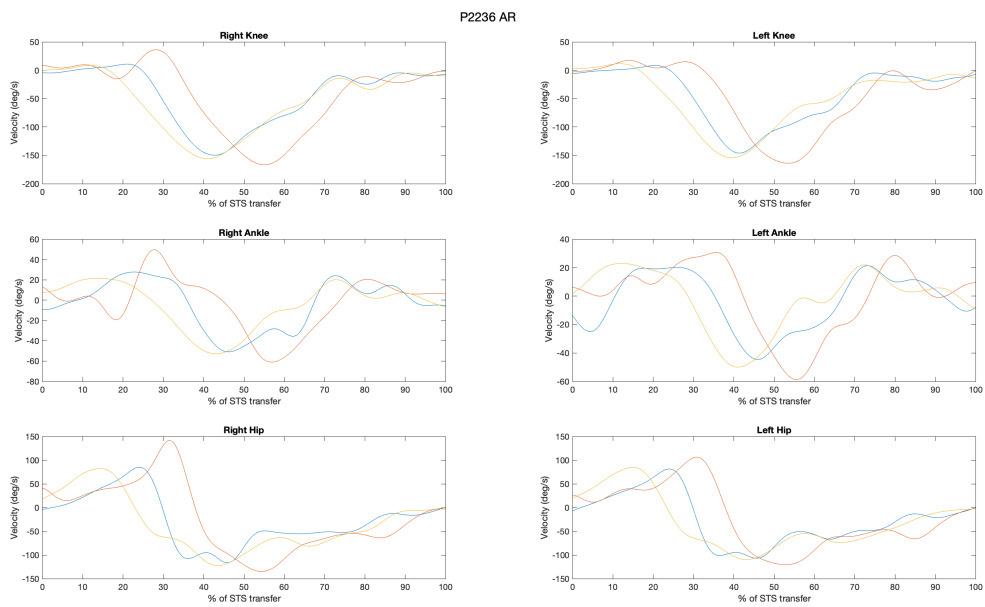 P2236 AR
Right Knee
Velocity (deg/s)
50
0
-50
-100
-150
-200
0 10 20 30 40 50 60 70 80 90 100
% of STS transfer
Left Knee
Velocity (deg/s)
50
0
-50
-100
-150
-200
0 10 20 30 40 50 60 70 80 90 100
% of STS transfer
Right Ankle
Velocity (deg/s)
60
40
20
0
-20
-40
-60
-80
0 10 20 30 40 50 60 70 80 90 100
% of STS transfer
Left Ankle
Velocity (deg/s)
40
20
0
-20
-40
-60
0 10 20 30 40 50 60 70 80 90 100
% of STS transfer
Right Hip
Velocity (deg/s)
150
100
50
0
-50
-100
-150
0 10 20 30 40 50 60 70 80 90 100
% of STS transfer
Left Hip
Velocity (deg/s)
150
100
50
0
-50
-100
-150
0 10 20 30 40 50 60 70 80 90 100
% of STS transfer